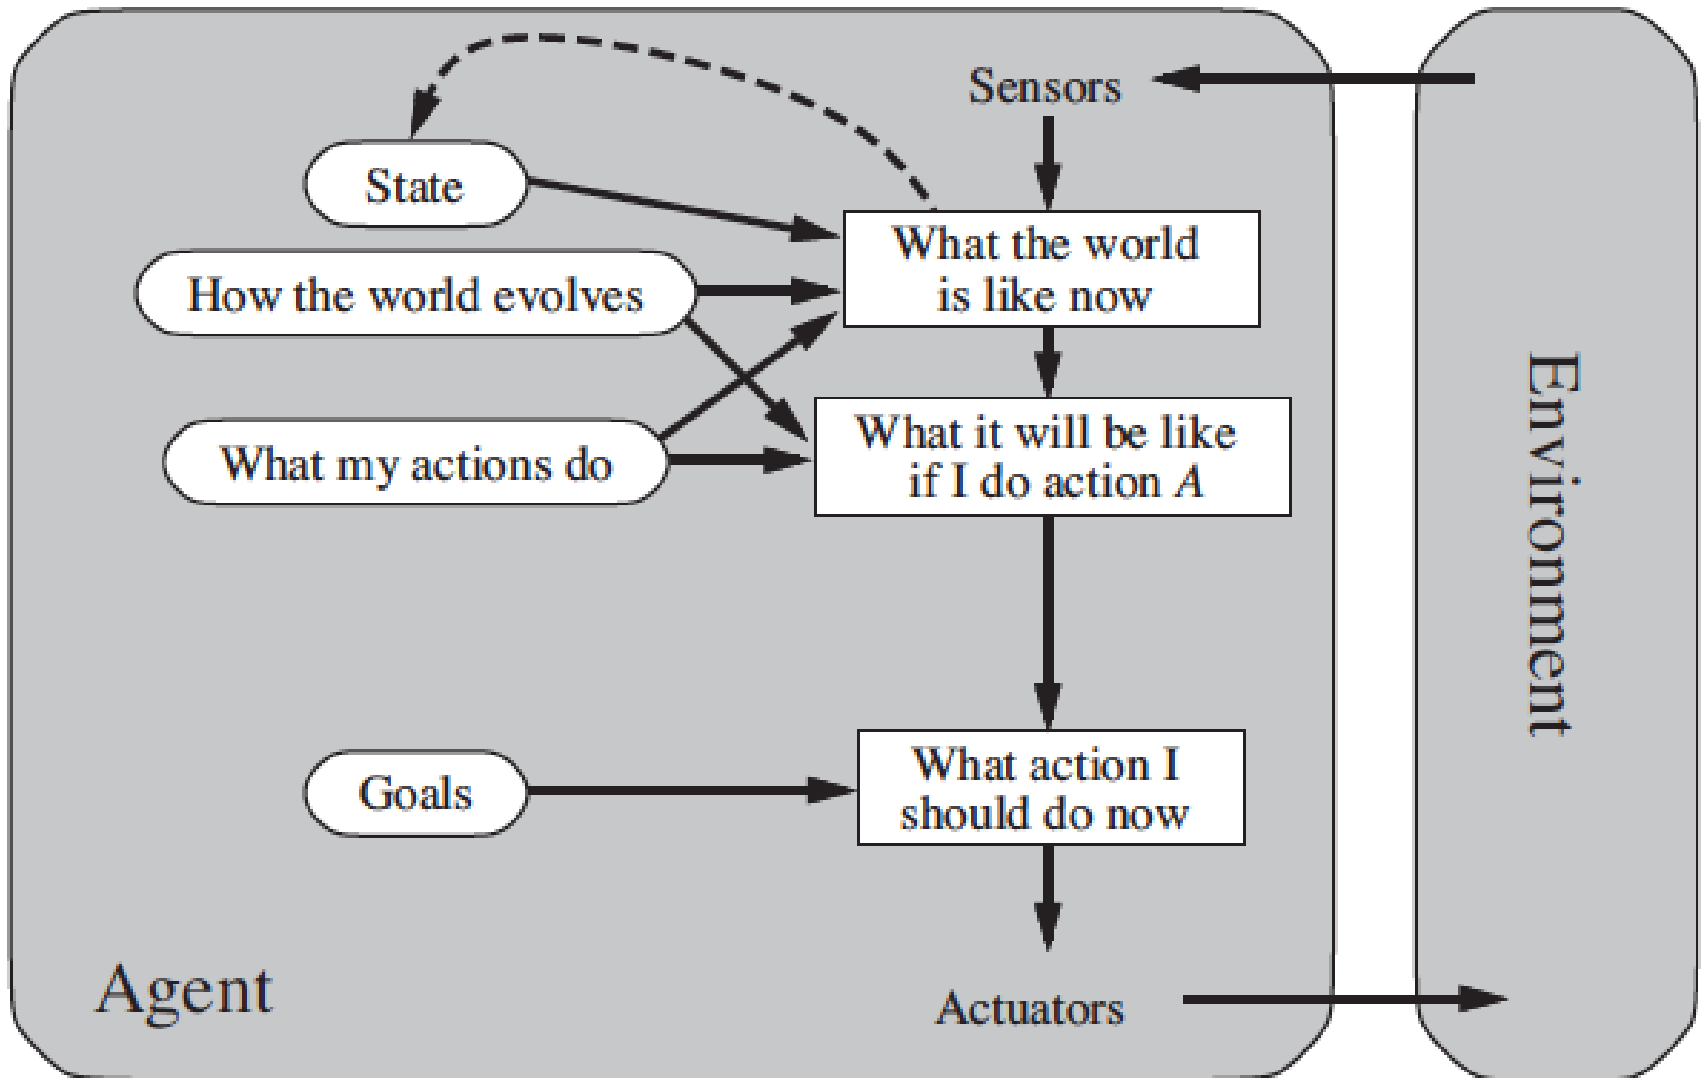 Sensors
State
What the world
is like now
How the world evolves
What it will be like
if I do action A
What my actions do
Environment
What action I
should do now
Goals
Agent
Actuators